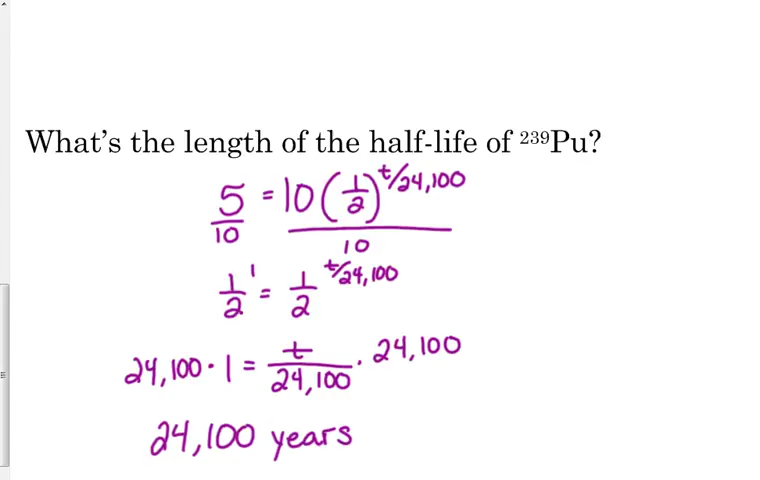 What's the length of the half-life of ²³⁹Pu?
5/10 = 10(1/2)^(t/24,100) / 10
1/2^1 = 1/2^(t/24,100)
24,100 · 1 = t/24,100 · 24,100
24,100 years